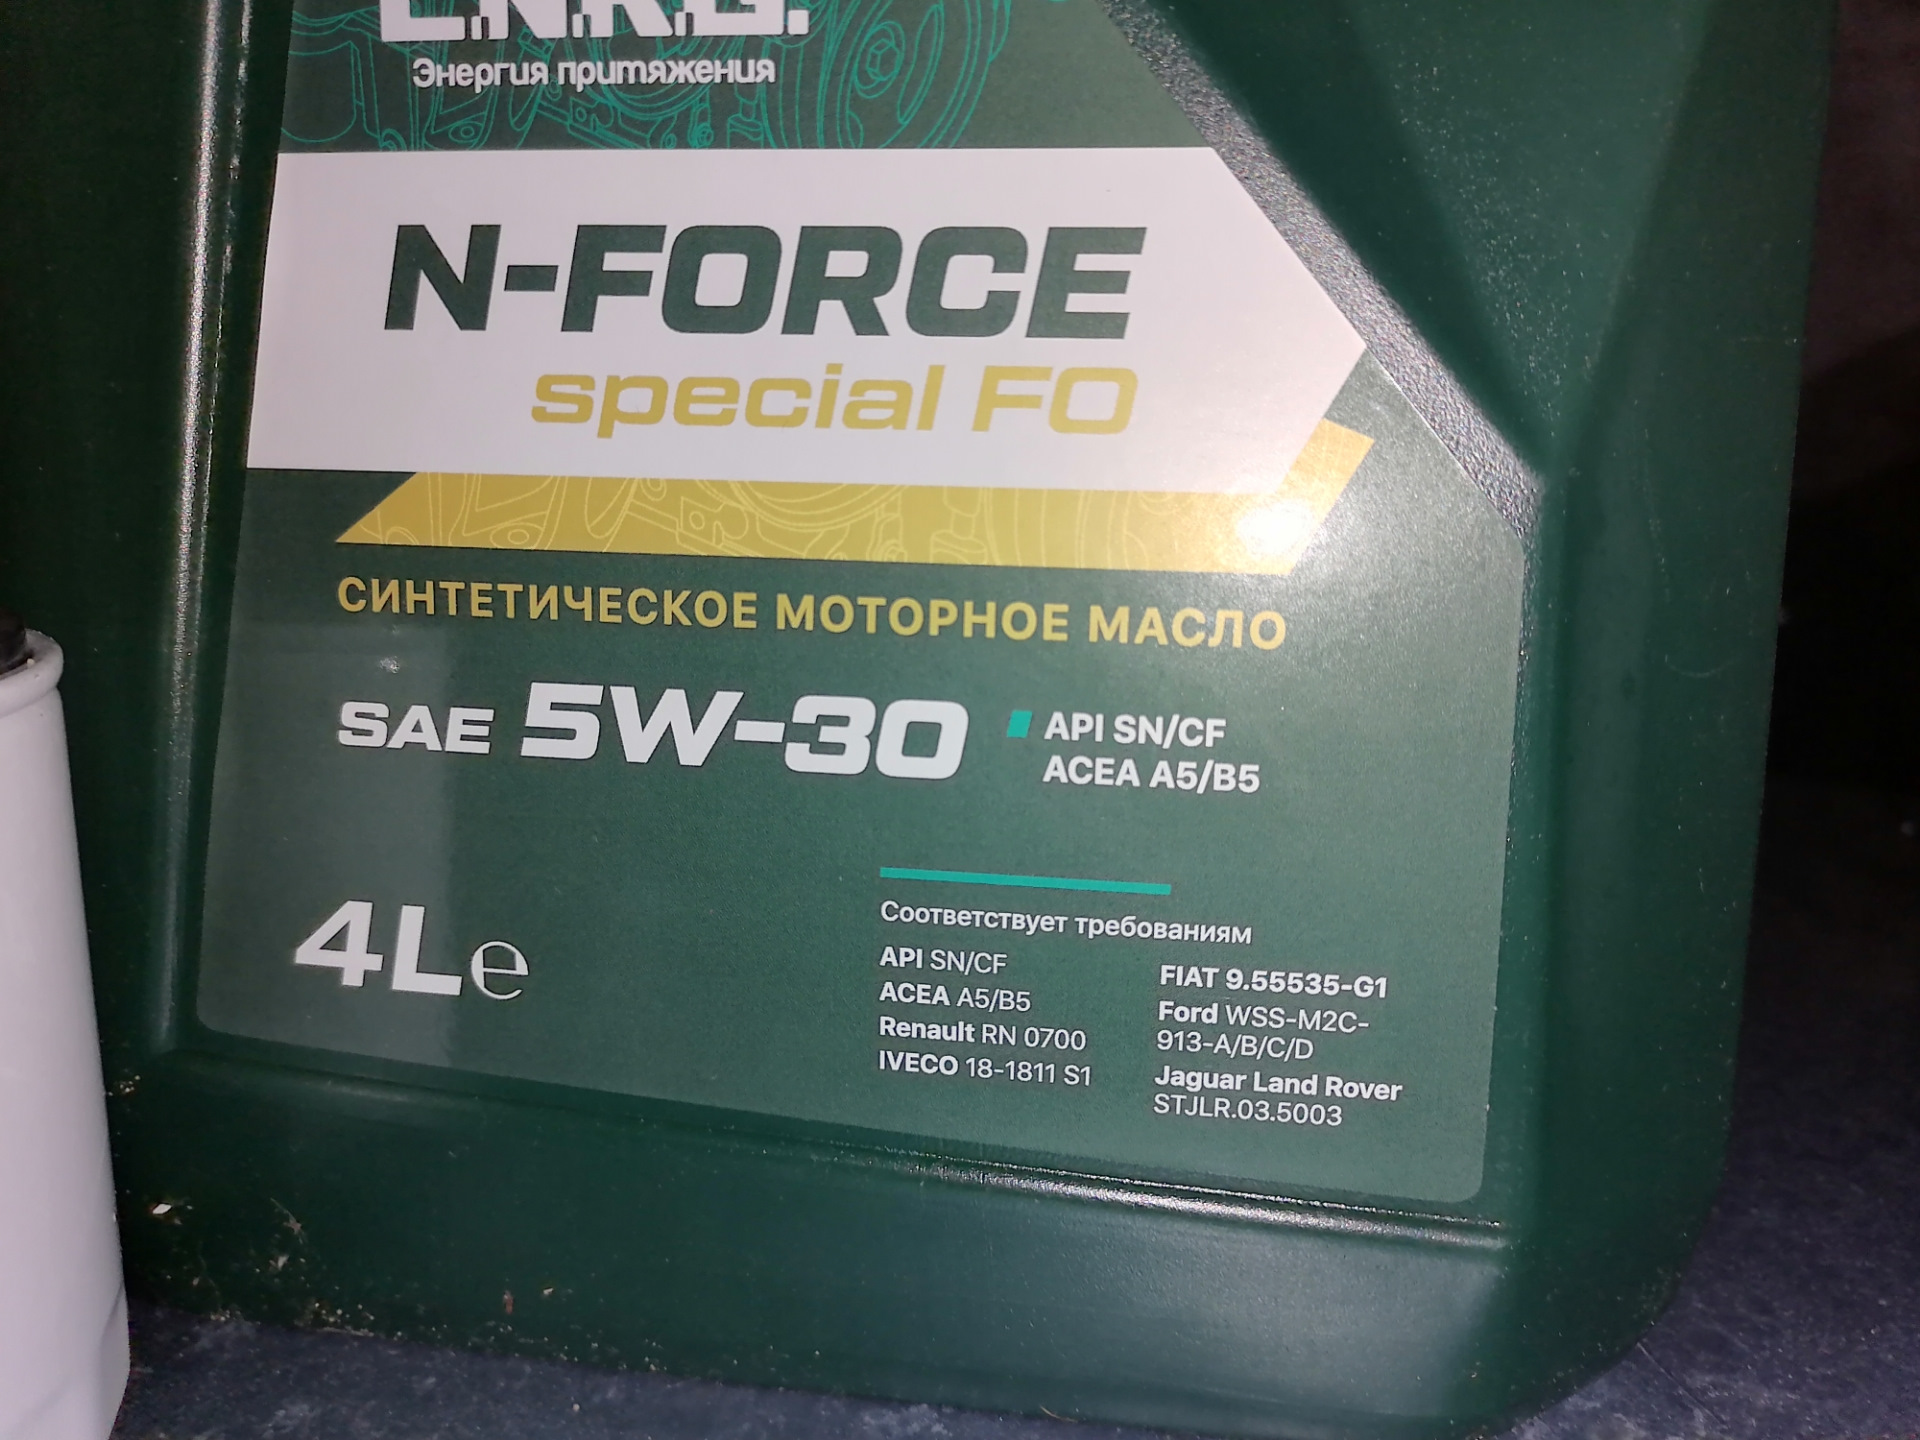 E.N.R.G.
Энергия притяжения
N-FORCE
special FO
СИНТЕТИЧЕСКОЕ МОТОРНОЕ МАСЛО
SAE 5W-30
API SN/CF
ACEA A5/B5
4L e
Соответствует требованиям
API SN/CF
ACEA A5/B5
Renault RN 0700
IVECO 18-1811 S1
FIAT 9.55535-G1
Ford WSS-M2C-
913-A/B/C/D
Jaguar Land Rover
STJLR.03.5003